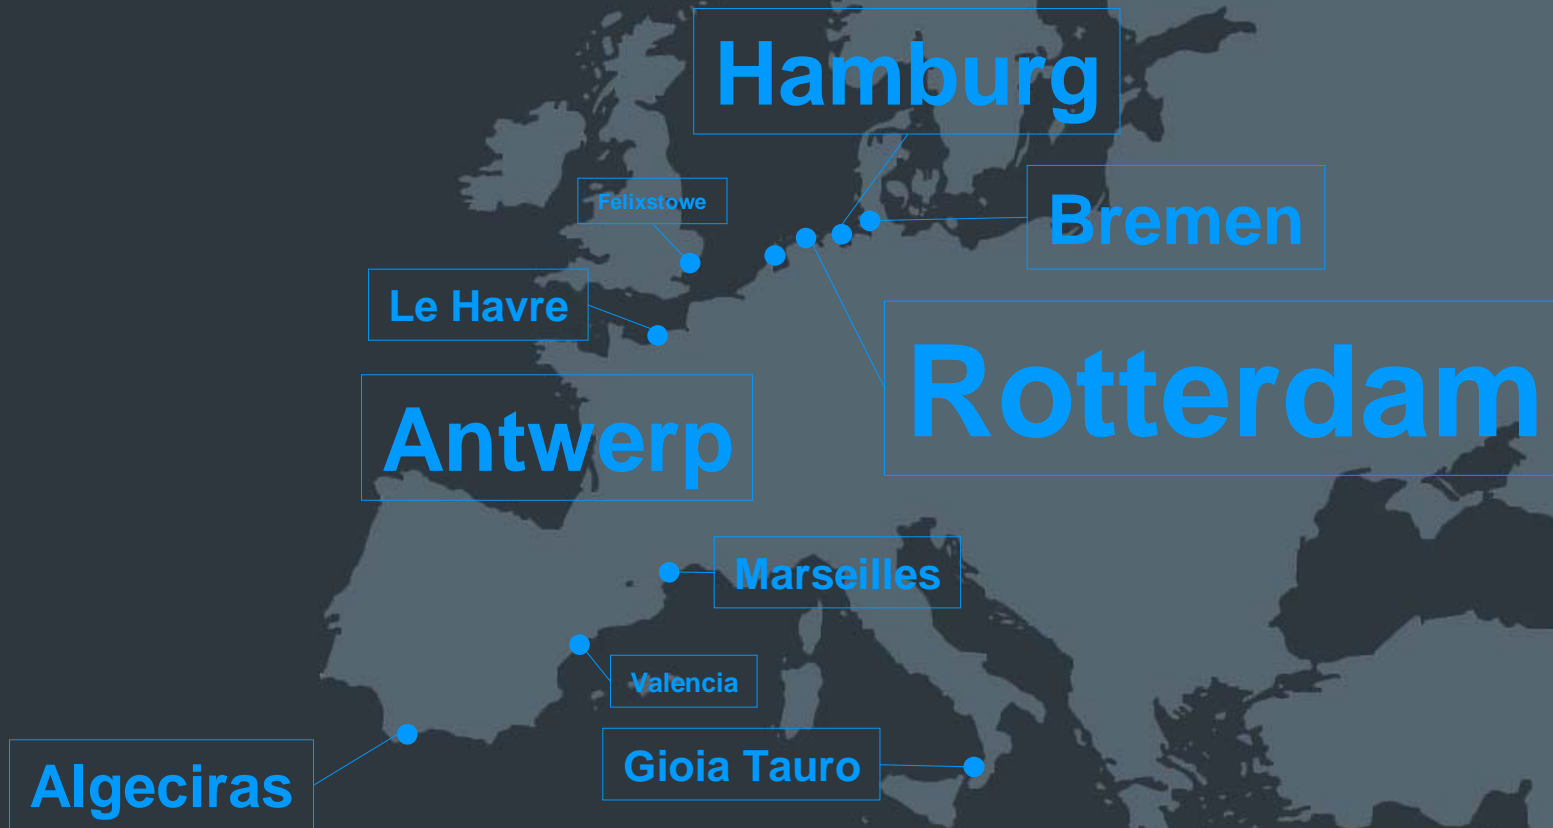 Hamburg
Felixstowe
Bremen
Le Havre
Rotterdam
Antwerp
Marseilles
Valencia
Gioia Tauro
Algeciras